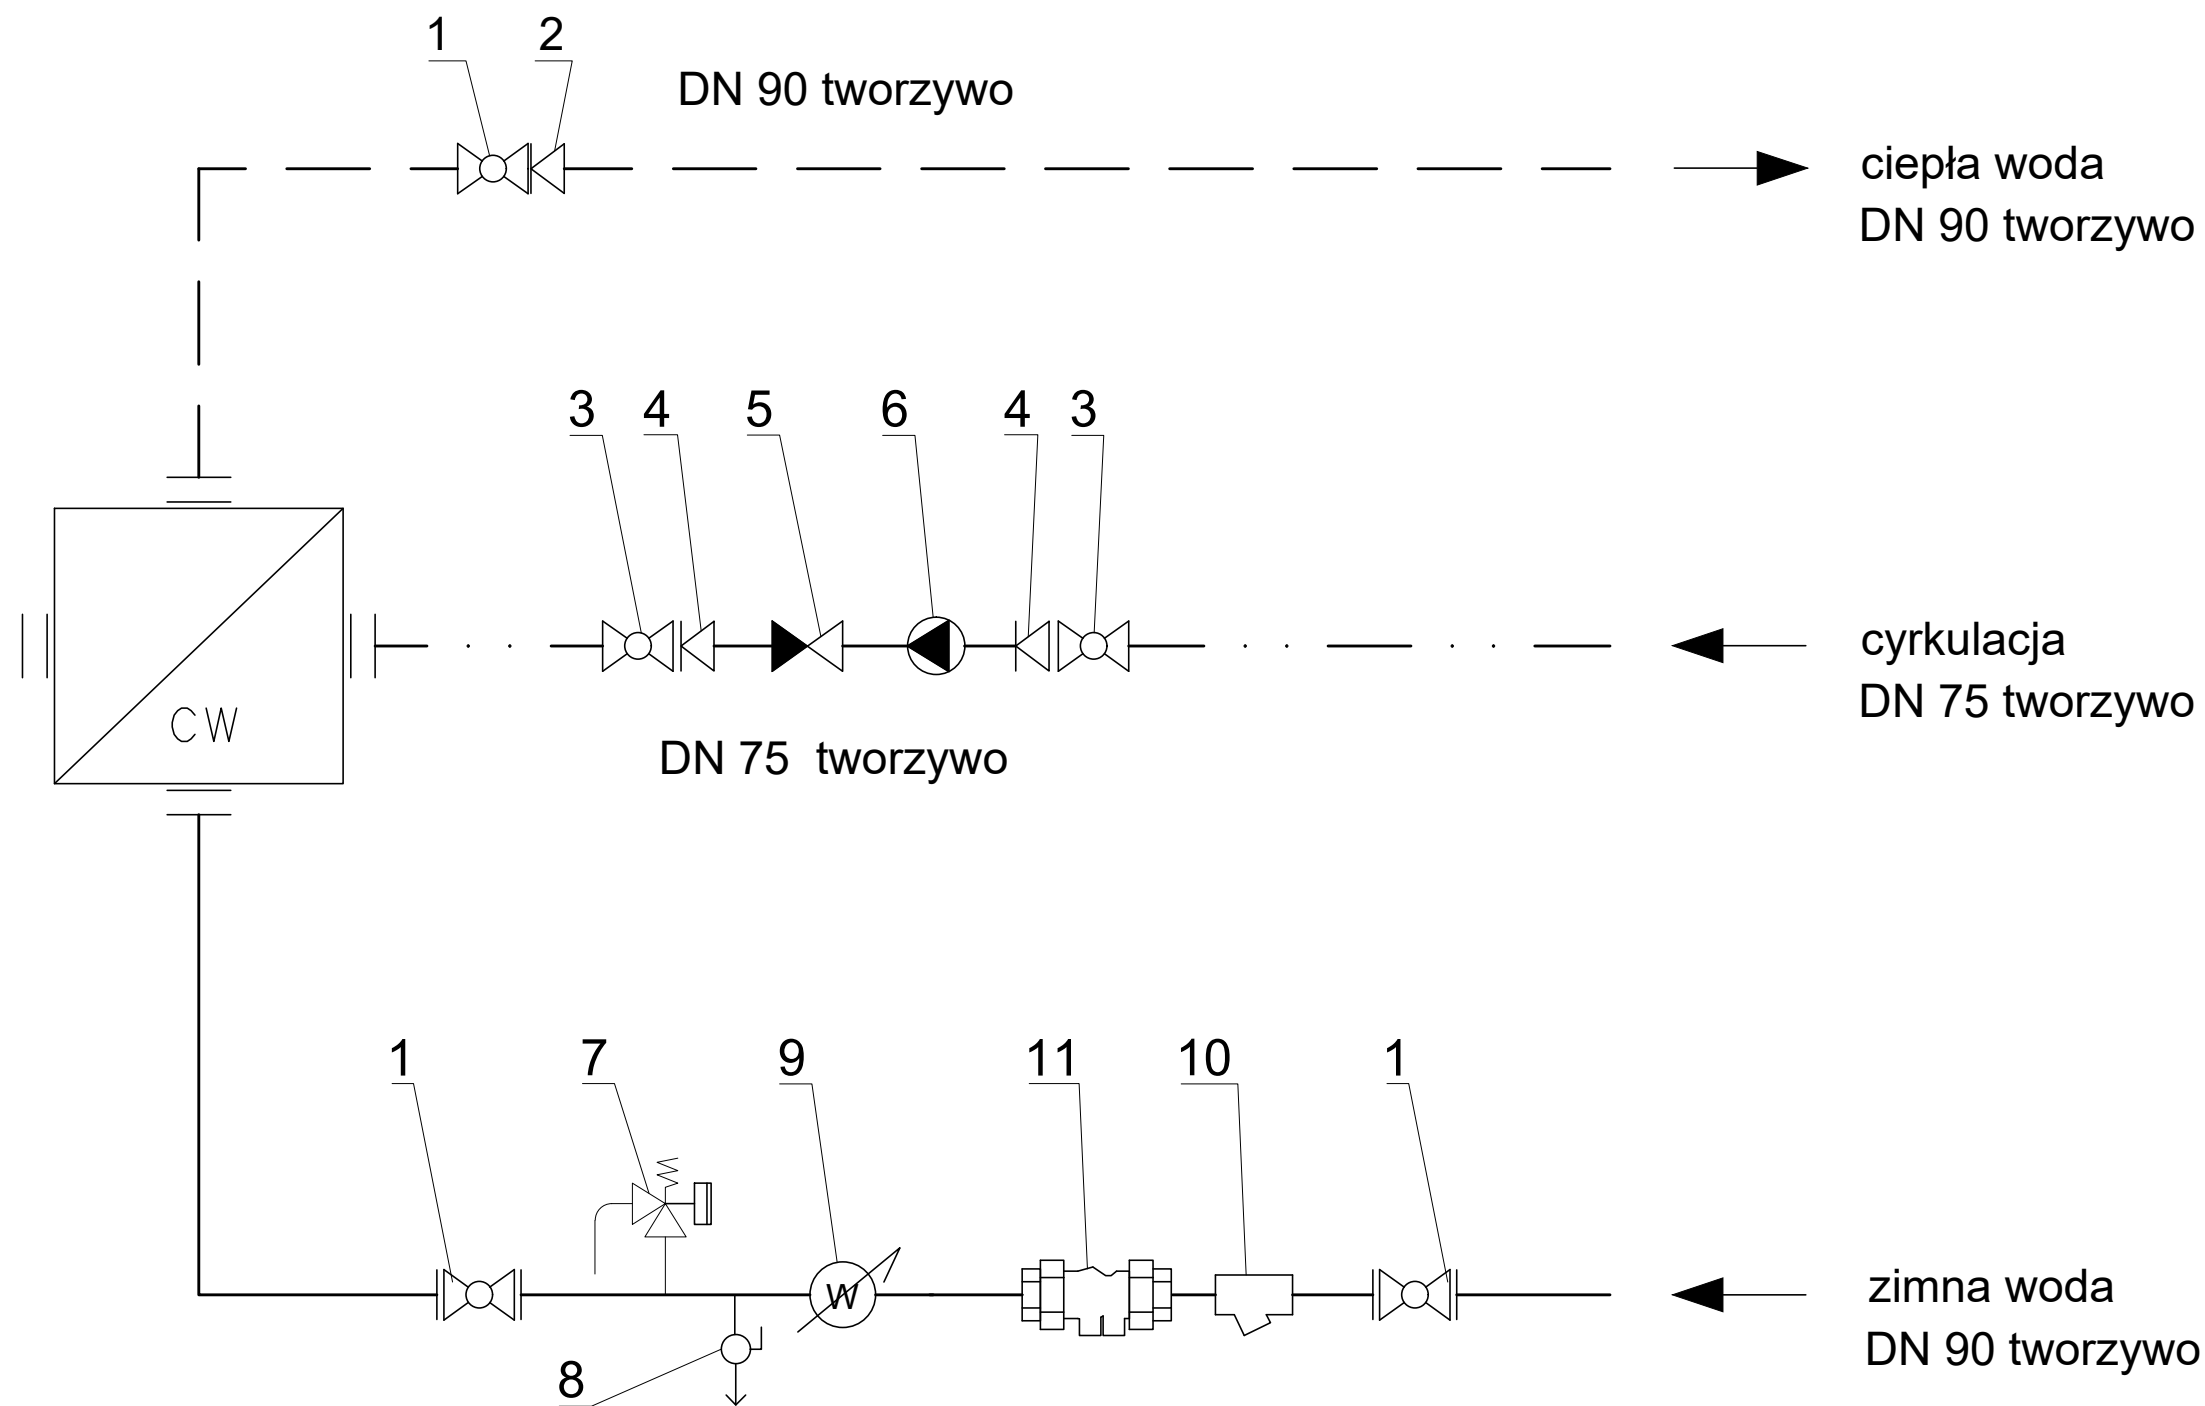 1 2
DN 90 tworzywo
ciepła woda
DN 90 tworzywo
3 4 5 6 4 3
cyrkulacja
DN 75 tworzywo
CW
DN 75 tworzywo
1 7 9 11 10 1
W
zimna woda
DN 90 tworzywo
8